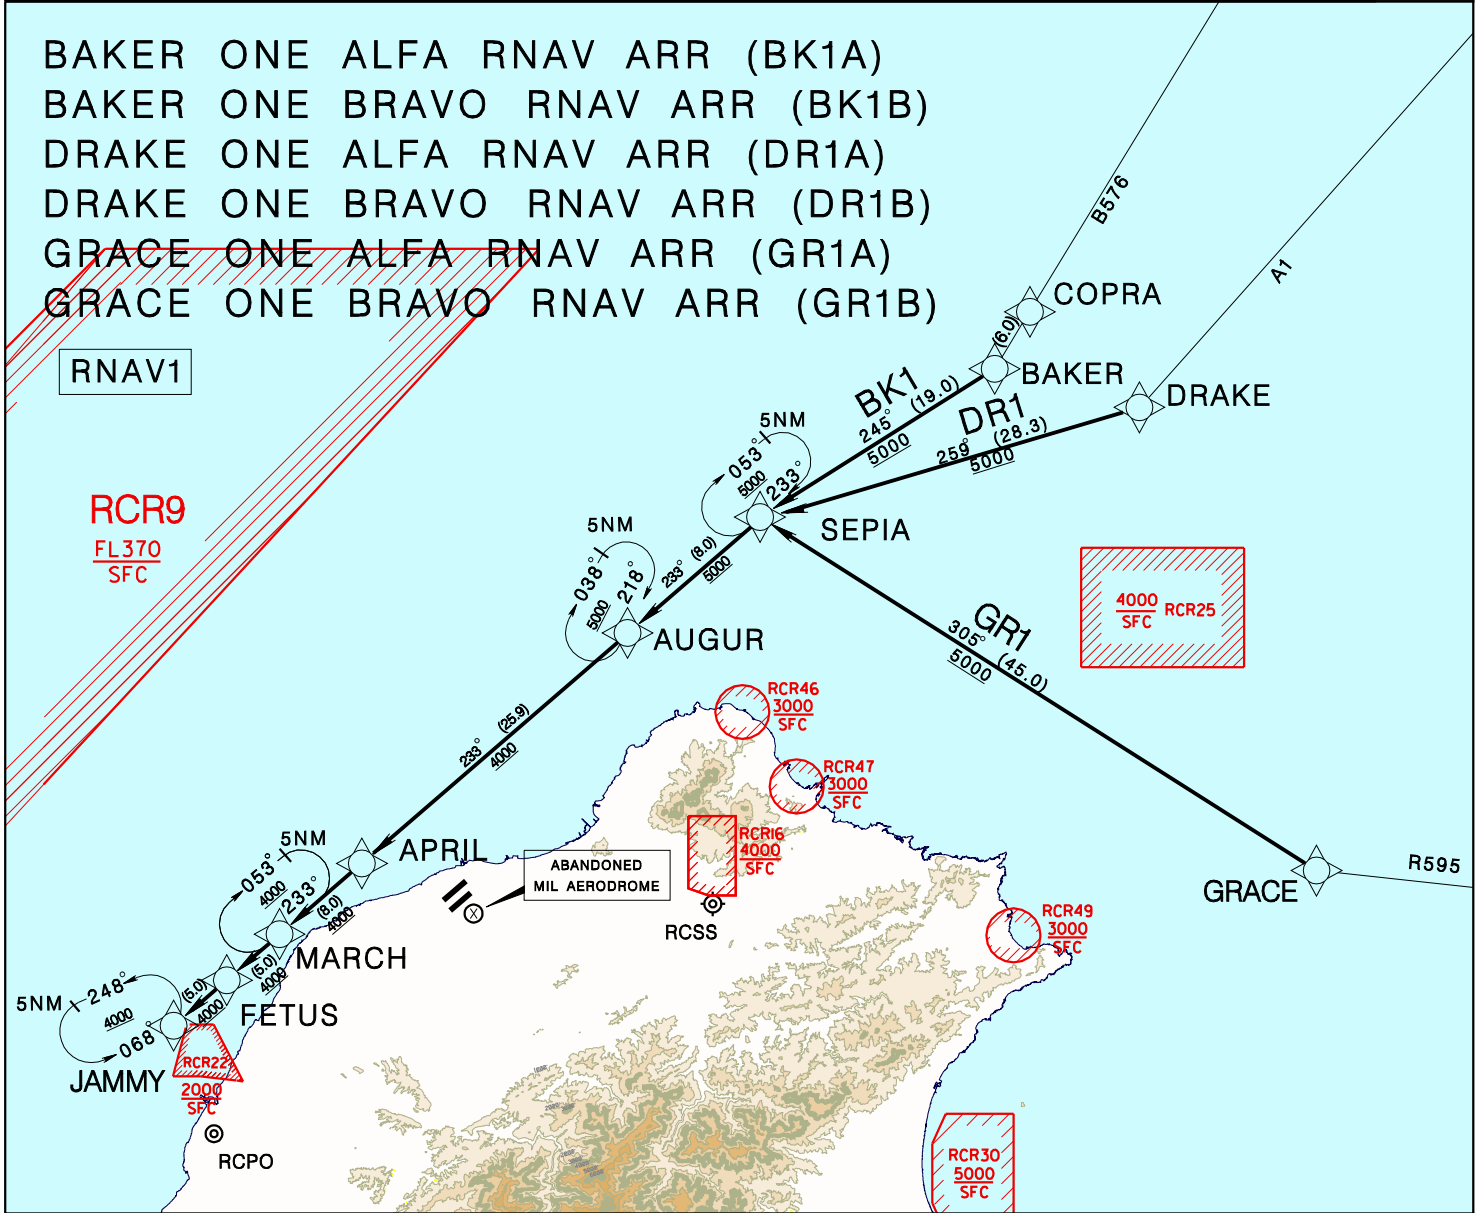 BAKER ONE ALFA RNAV ARR (BK1A)
BAKER ONE BRAVO RNAV ARR (BK1B)
DRAKE ONE ALFA RNAV ARR (DR1A)
DRAKE ONE BRAVO RNAV ARR (DR1B)
GRACE ONE ALFA RNAV ARR (GR1A)
GRACE ONE BRAVO RNAV ARR (GR1B)
RNAV1
B576
A1
COPRA
(6.0)
BAKER
DRAKE
BK1
245° (19.0)
5000
DR1
259° (28.3)
5000
5NM
053°
5000
233°
SEPIA
RCR9
FL370
SFC
5NM
038°
5000
218°
233° (8.0)
5000
AUGUR
4000
SFC
RCR25
GR1
305° (45.0)
5000
RCR46
3000
SFC
233° (25.9)
4000
RCR47
3000
SFC
RCR16
4000
SFC
5NM
053°
4000
233°
APRIL
(8.0)
4000
ABANDONED
MIL AERODROME
X
RCSS
R595
GRACE
RCR49
3000
SFC
MARCH
(5.0)
4000
5NM
248°
4000
068°
(5.0)
4000
FETUS
JAMMY
RCR22
2000
SFC
RCPO
RCR30
5000
SFC